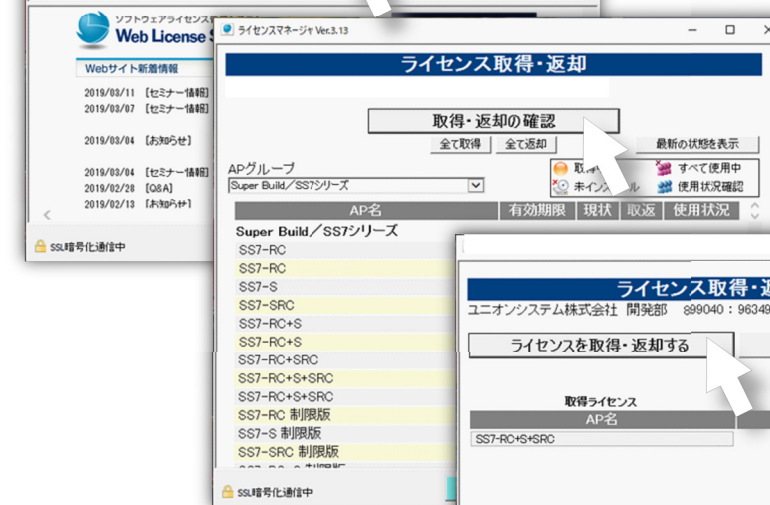 ソフトウェアライセンス
Web License
Webサイト新着情報
2019/03/11 【セミナー情報】
2019/03/07 【セミナー情報】
2019/03/04 【お知らせ】
2019/03/04 【セミナー情報】
2019/02/28 【Q&A】
2019/02/13 【お知らせ】
SSL暗号化通信中
ライセンスマネージャ Ver.3.13
ライセンス取得・返却
取得・返却の確認
全て取得 全て返却 最新の状態を表示
APグループ
Super Build／SS7シリーズ
すべて使用中
使用状況確認
AP名 有効期限 現状 取返 使用状況
Super Build／SS7シリーズ
SS7-RC
SS7-RC
SS7-S
SS7-SRC
SS7-RC+S
SS7-RC+S
SS7-RC+SRC
SS7-RC+S+SRC
SS7-RC+S+SRC
SS7-RC 制限版
SS7-S 制限版
SS7-SRC 制限版
SSL暗号化通信中
ライセンス取得・返
ユニオンシステム株式会社 開発部 s99040 : 96349
ライセンスを取得・返却する
取得ライセンス
AP名
SS7-RC+S+SRC